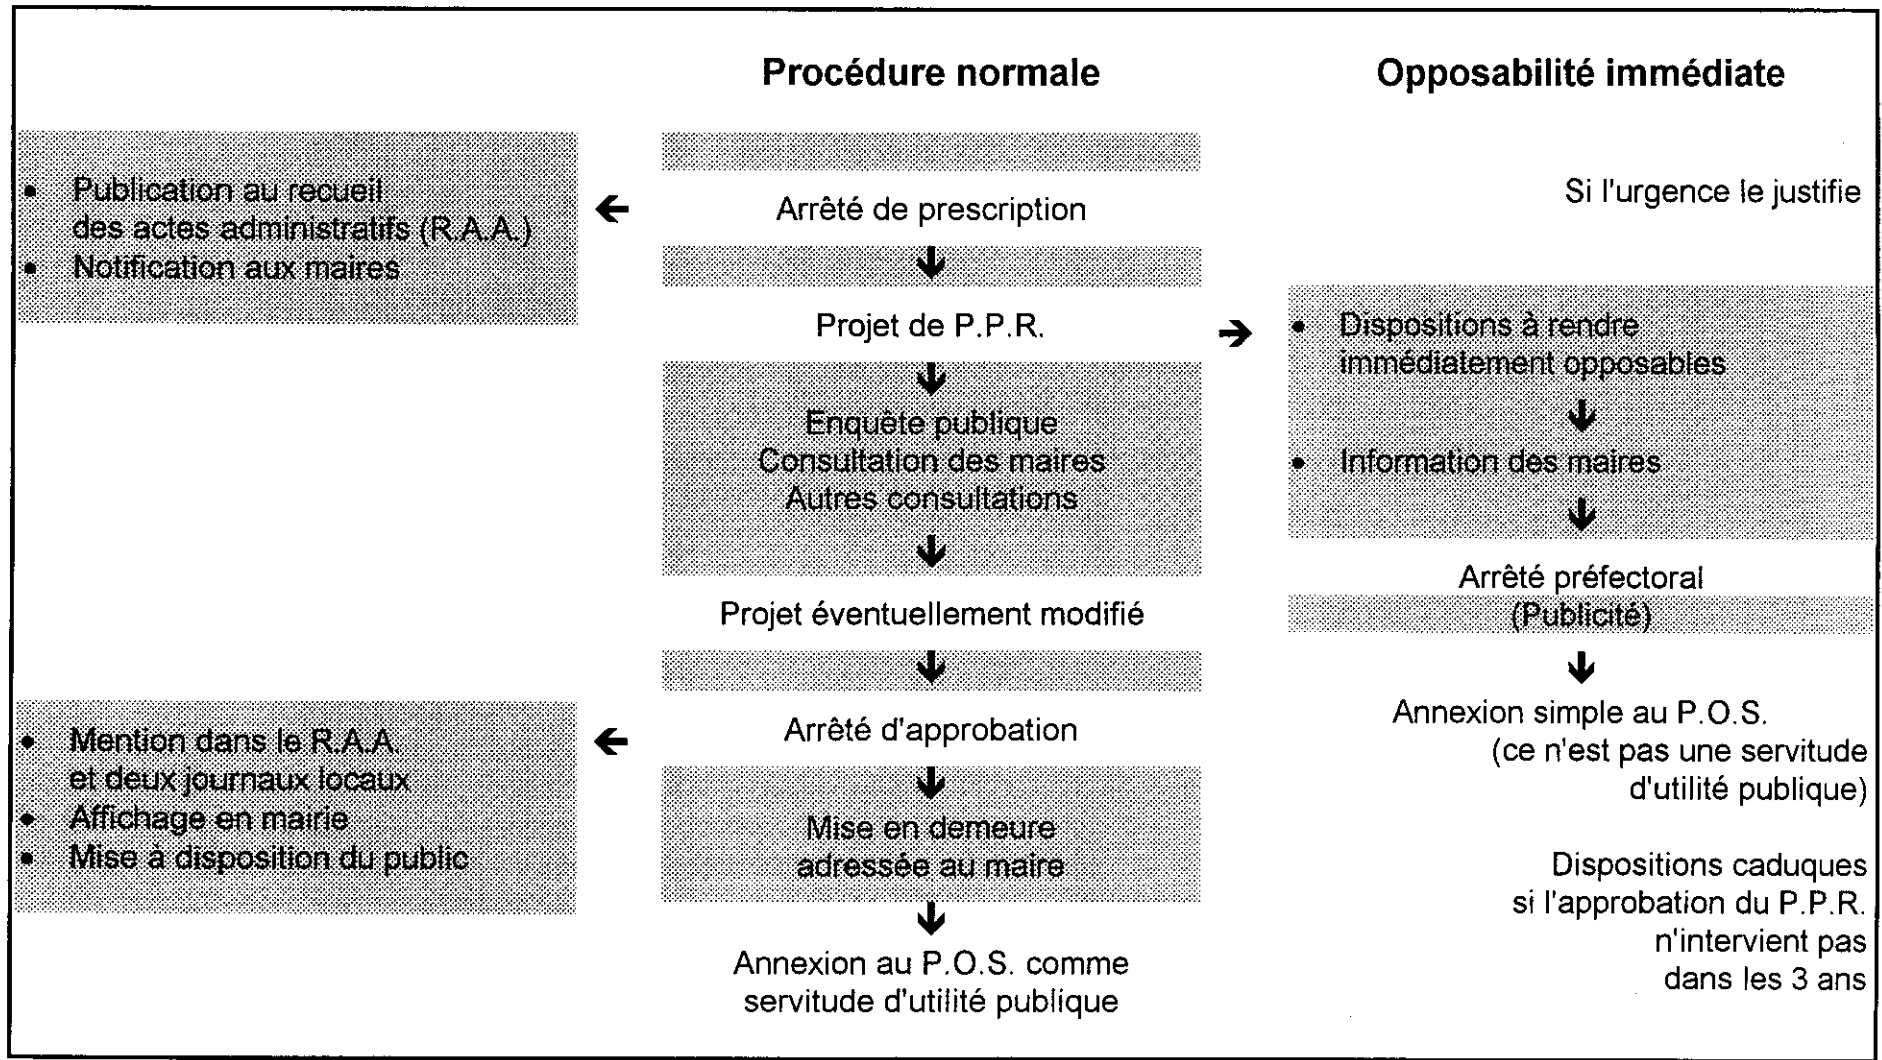 Procédure normale
Opposabilité immédiate
• Publication au recueil
des actes administratifs (R.A.A.)
• Notification aux maires
←
Arrêté de prescription
↓
Projet de P.P.R.
↓
Enquête publique
Consultation des maires
Autres consultations
↓
Projet éventuellement modifié
↓
Arrêté d'approbation
←
• Mention dans le R.A.A.
et deux journaux locaux
• Affichage en mairie
• Mise à disposition du public
↓
Mise en demeure
adressée au maire
↓
Annexion au P.O.S. comme
servitude d'utilité publique
Si l'urgence le justifie
→
• Dispositions à rendre
immédiatement opposables
↓
• Information des maires
↓
Arrêté préfectoral
(Publicité)
↓
Annexion simple au P.O.S.
(ce n'est pas une servitude
d'utilité publique)
Dispositions caduques
si l'approbation du P.P.R.
n'intervient pas
dans les 3 ans